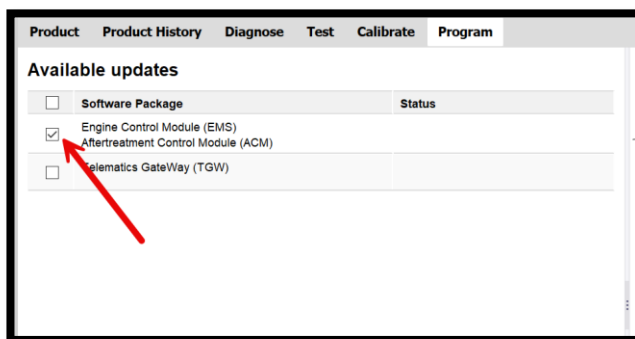 Product Product History Diagnose Test Calibrate Program
Available updates
Software Package Status
Engine Control Module (EMS)
Aftertreatment Control Module (ACM)
Telematics GateWay (TGW)